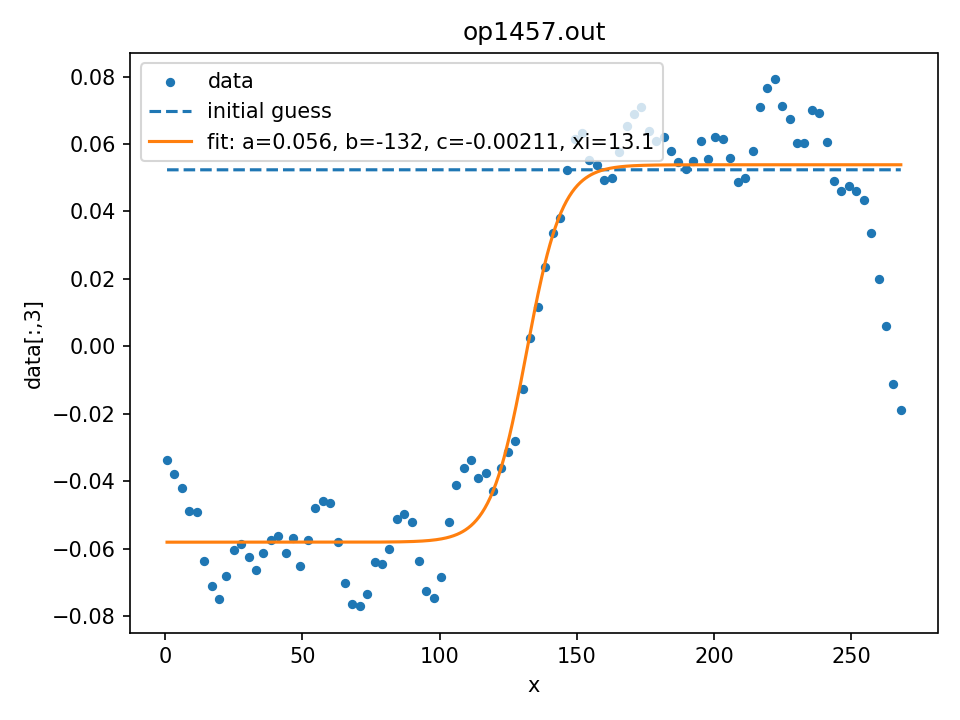 op1457.out
data
initial guess
fit: a=0.056, b=-132, c=-0.00211, xi=13.1
0.08
0.06
0.04
0.02
0.00
−0.02
−0.04
−0.06
−0.08
data[:,3]
0 50 100 150 200 250
x